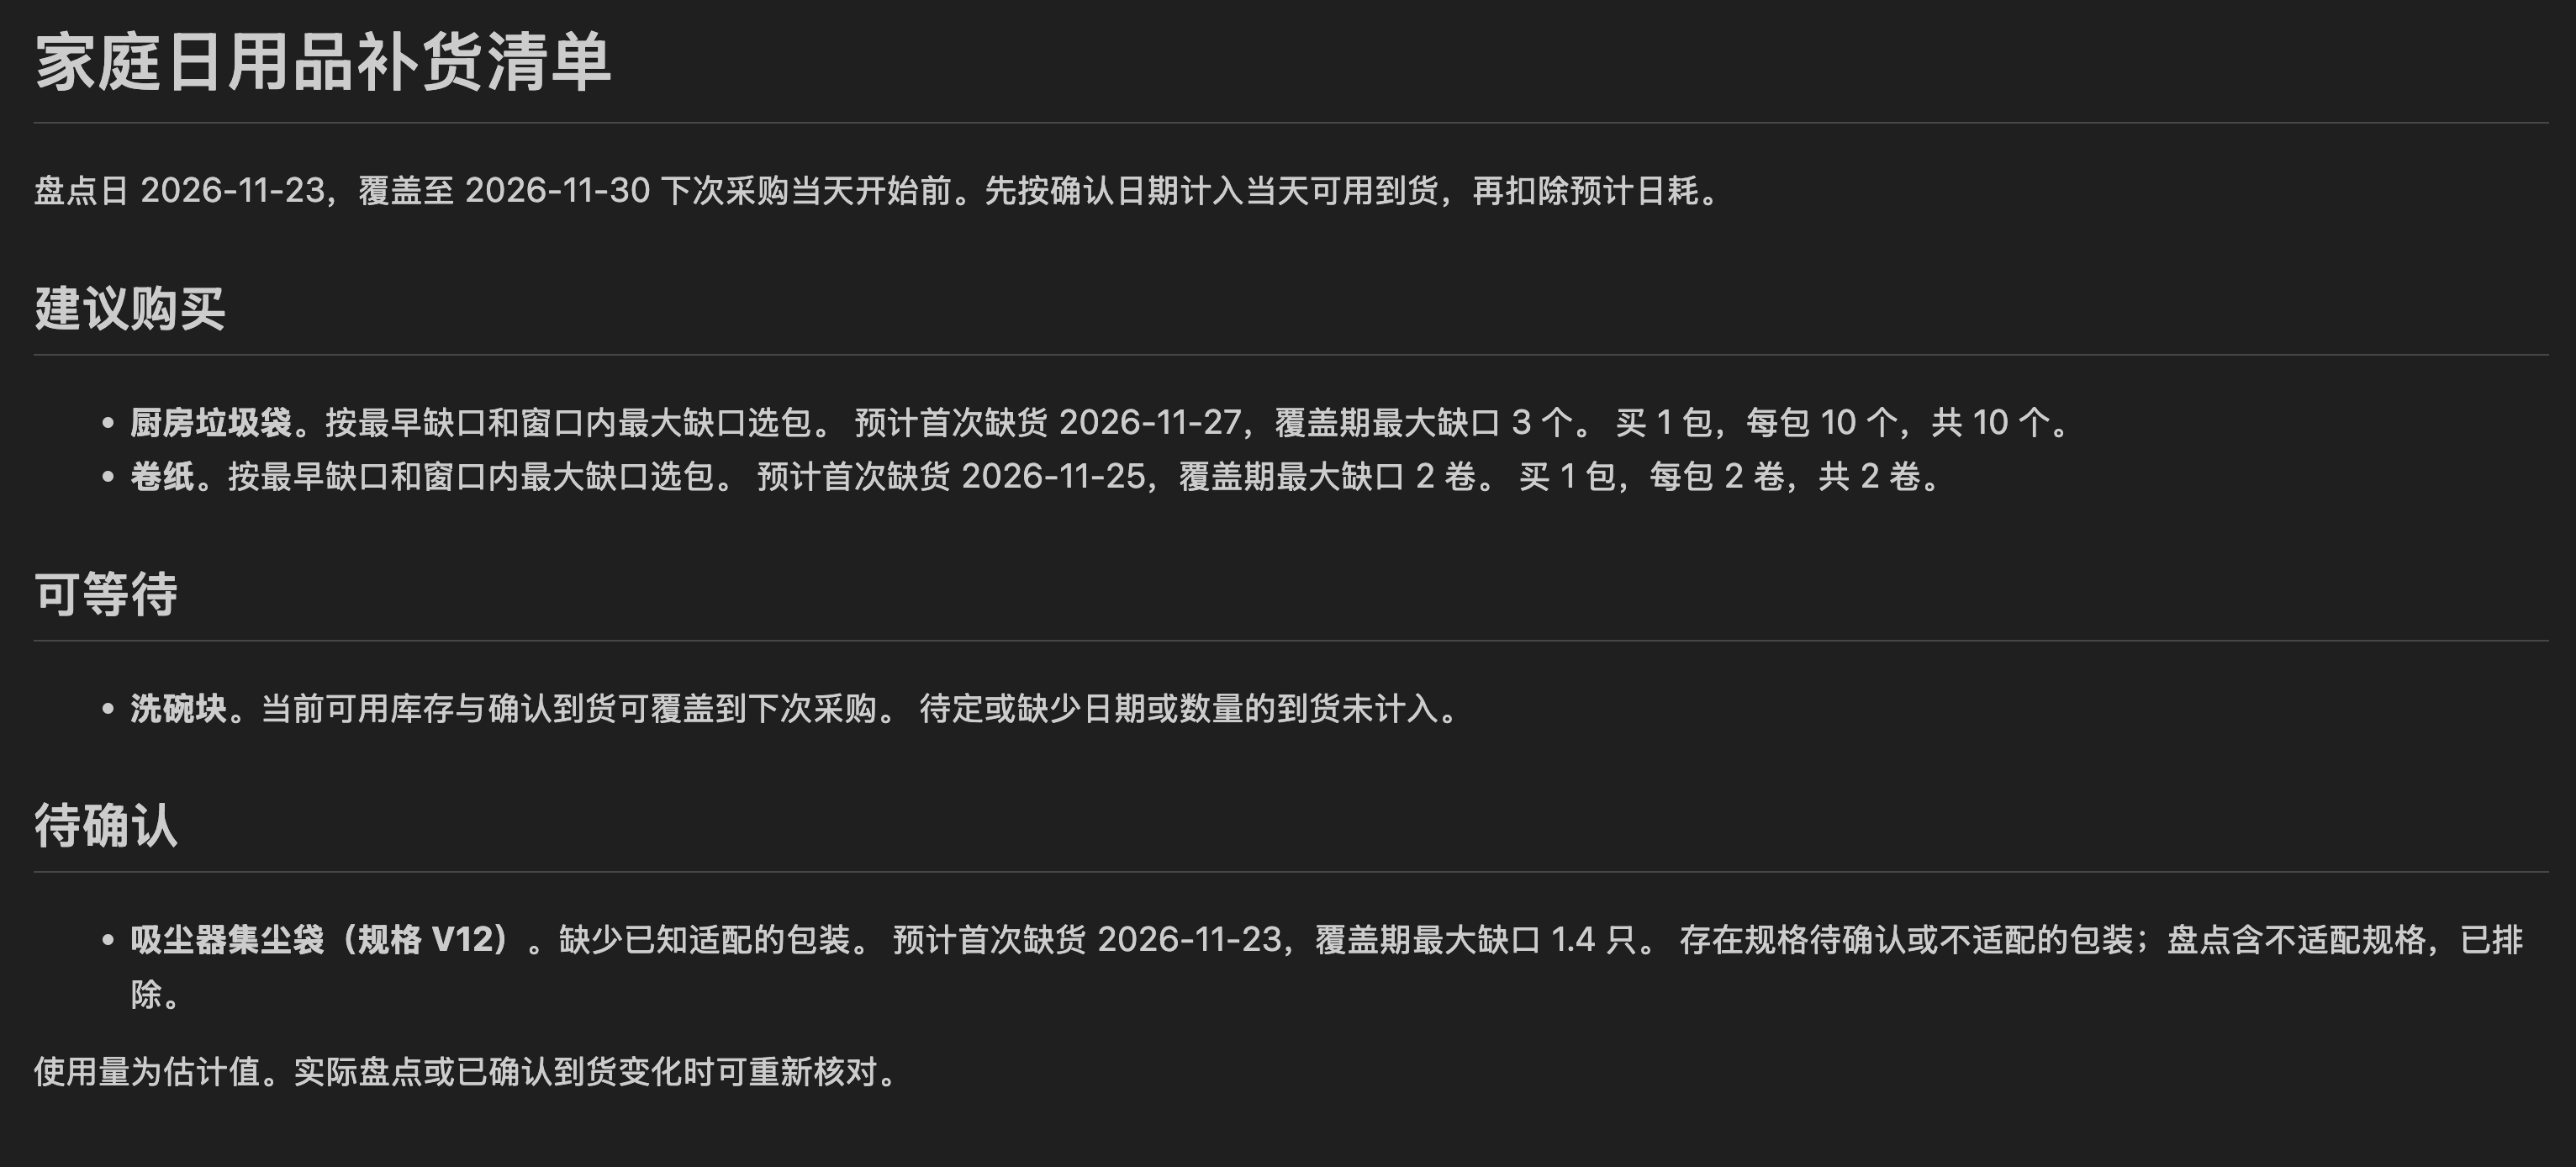 家庭日用品补货清单
盘点日 2026-11-23，覆盖至 2026-11-30 下次采购当天开始前。先按确认日期计入当天可用到货，再扣除预计日耗。
建议购买
• 厨房垃圾袋。按最早缺口和窗口内最大缺口选包。 预计首次缺货 2026-11-27，覆盖期最大缺口 3 个。 买 1 包，每包 10 个，共 10 个。
• 卷纸。按最早缺口和窗口内最大缺口选包。 预计首次缺货 2026-11-25，覆盖期最大缺口 2 卷。 买 1 包，每包 2 卷，共 2 卷。
可等待
• 洗碗块。当前可用库存与确认到货可覆盖到下次采购。 待定或缺少日期或数量的到货未计入。
待确认
• 吸尘器集尘袋（规格 V12）。缺少已知适配的包装。 预计首次缺货 2026-11-23，覆盖期最大缺口 1.4 只。 存在规格待确认或不适配的包装；盘点含不适配规格，已排
除。
使用量为估计值。实际盘点或已确认到货变化时可重新核对。